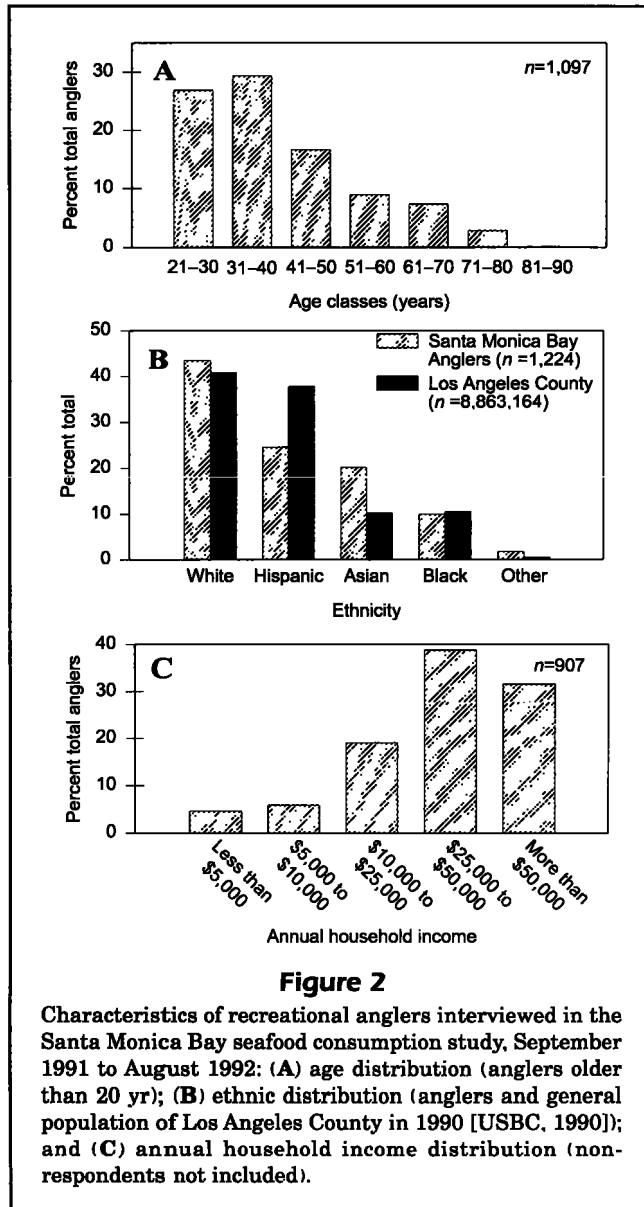 A
n=1,097
Percent total anglers
30
20
10
0
21–30 31–40 41–50 51–60 61–70 71–80 81–90
Age classes (years)
B
Santa Monica Bay
Anglers (n =1,224)
Los Angeles County
(n =8,863,164)
Percent total
50
40
30
20
10
0
White Hispanic Asian Black Other
Ethnicity
C
n=907
Percent total anglers
40
30
20
10
0
Less than
$5,000
$5,000 to
$10,000
$10,000 to
$25,000
$25,000 to
$50,000
More than
$50,000
Annual household income
Figure 2
Characteristics of recreational anglers interviewed in the
Santa Monica Bay seafood consumption study, September
1991 to August 1992: (A) age distribution (anglers older
than 20 yr); (B) ethnic distribution (anglers and general
population of Los Angeles County in 1990 [USBC, 1990]);
and (C) annual household income distribution (non-
respondents not included).